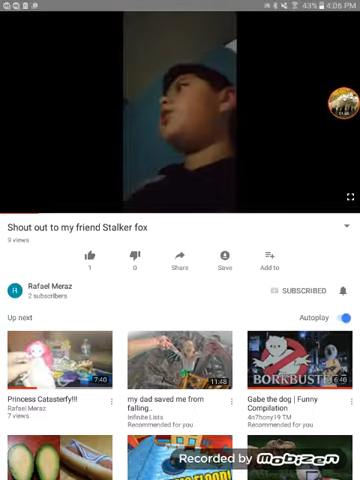 43% 4:06 PM
Shout out to my friend Stalker fox
9 views
1
0
Share
Save
Add to
R
Rafael Meraz
2 subscribers
SUBSCRIBED
Up next
Autoplay
7:40
11:48
BORKBUST
6:40
Princess Catasterfy!!!
Rafael Meraz
7 views
my dad saved me from
falling..
Infinite Lists
Recommended for you
Gabe the dog | Funny
Compilation
4n7hony19 TM
Recommended for you
Recorded by Mobizen